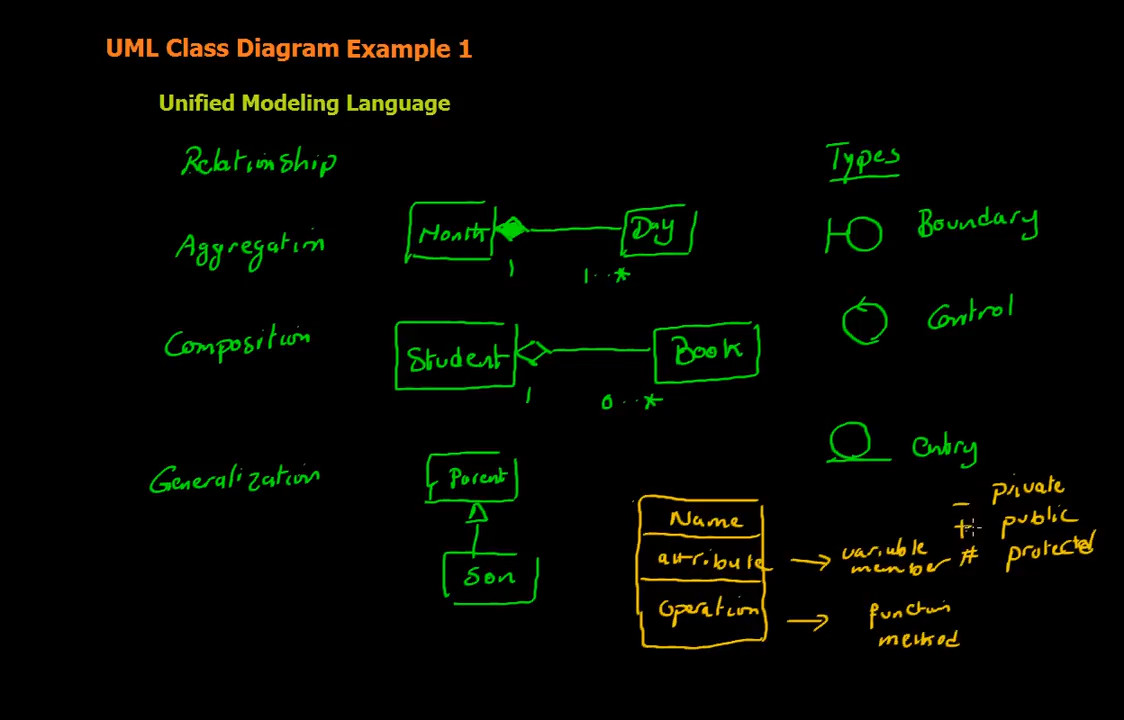 UML Class Diagram Example 1
Unified Modeling Language
Relationship
Types
Aggregation
Month
Day
1
1..*
Boundary
Composition
Student
Book
1
0..*
Control
Generalization
Parent
Son
Entry
Name
attribute
operation
variable
member
function
method
- private
+ public
# protected